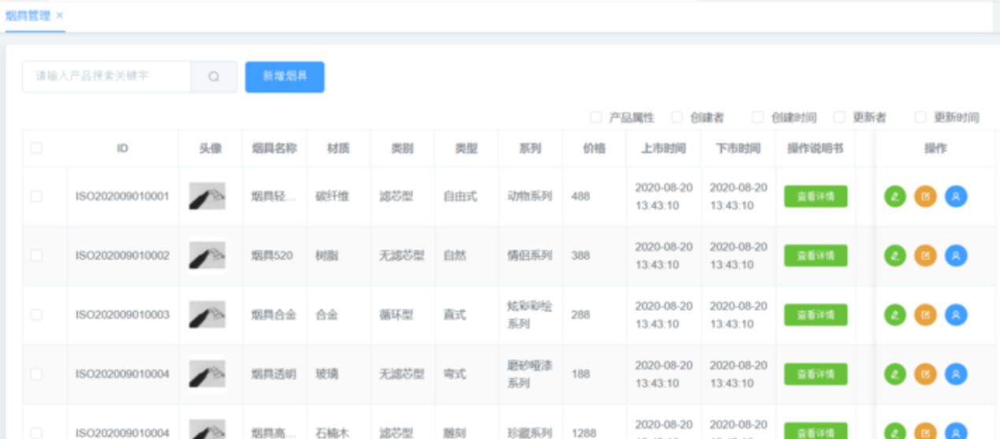 烟具管理 ×
请输入产品搜索关键字
新增烟具
产品属性 创建者 创建时间 更新者 更新时间
ID 头像 烟具名称 材质 类别 类型 系列 价格 上市时间 下市时间 操作说明书 操作
ISO202009010001 烟具轻... 碳纤维 滤芯型 自由式 动物系列 488 2020-08-20 13:43:10 2020-08-20 13:43:10 查看详情
ISO202009010002 烟具520 树脂 无滤芯型 自然 情侣系列 388 2020-08-20 13:43:10 2020-08-20 13:43:10 查看详情
ISO202009010003 烟具合金 合金 循环型 直式 炫彩彩绘系列 288 2020-08-20 13:43:10 2020-08-20 13:43:10 查看详情
ISO202009010004 烟具透明 玻璃 无滤芯型 弯式 磨砂哑漆系列 188 2020-08-20 13:43:10 2020-08-20 13:43:10 查看详情
ISO202009010004 烟具高... 石楠木 滤芯型 雕刻 珍藏系列 1288 2020-08-20 2020-08-20 查看详情